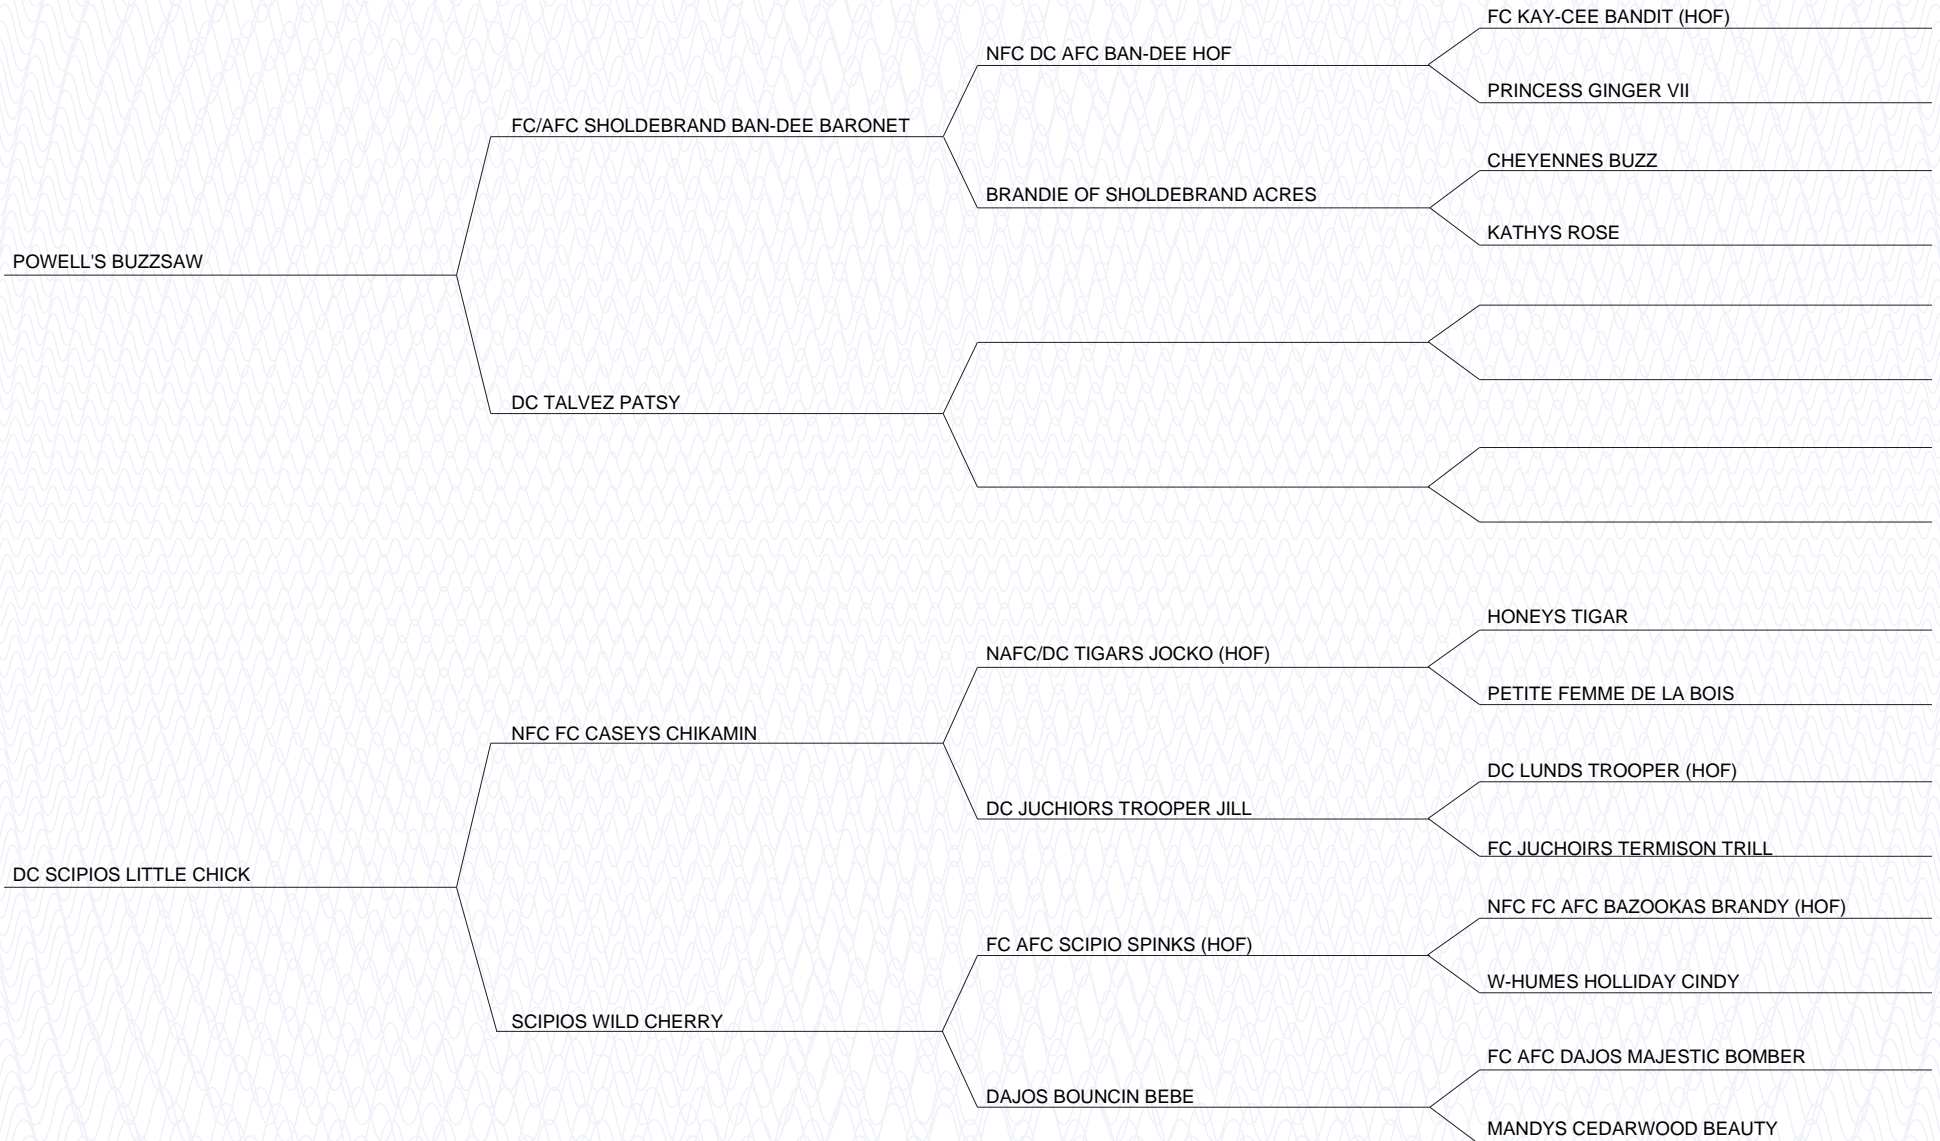 FC KAY-CEE BANDIT (HOF)
NFC DC AFC BAN-DEE HOF
PRINCESS GINGER VII
FC/AFC SHOLDEBRAND BAN-DEE BARONET
CHEYENNES BUZZ
BRANDIE OF SHOLDEBRAND ACRES
KATHYS ROSE
POWELL'S BUZZSAW
DC TALVEZ PATSY
HONEYS TIGAR
NAFC/DC TIGARS JOCKO (HOF)
PETITE FEMME DE LA BOIS
NFC FC CASEYS CHIKAMIN
DC LUNDS TROOPER (HOF)
DC JUCHIORS TROOPER JILL
FC JUCHOIRS TERMISON TRILL
DC SCIPIOS LITTLE CHICK
NFC FC AFC BAZOOKAS BRANDY (HOF)
FC AFC SCIPIO SPINKS (HOF)
W-HUMES HOLLIDAY CINDY
SCIPIOS WILD CHERRY
FC AFC DAJOS MAJESTIC BOMBER
DAJOS BOUNCIN BEBE
MANDYS CEDARWOOD BEAUTY